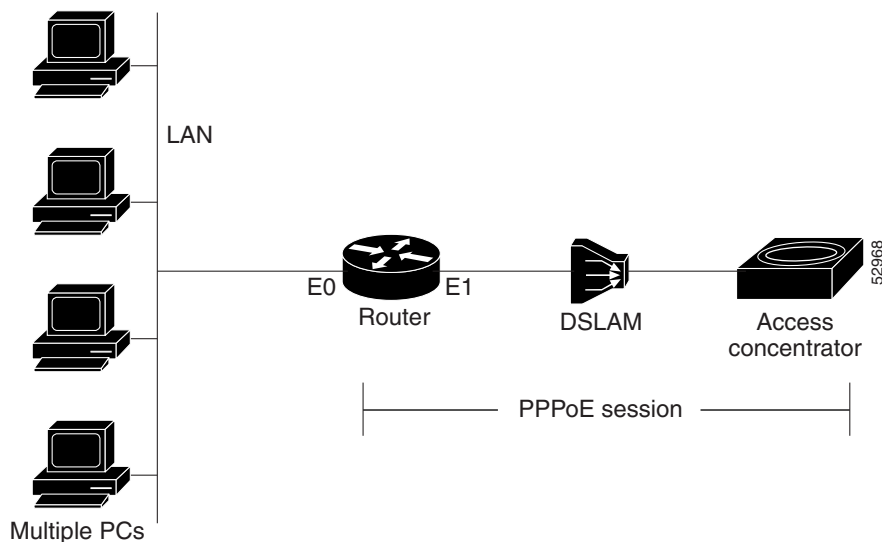 LAN
E0
E1
Router
DSLAM
Access
concentrator
52968
PPPoE session
Multiple PCs